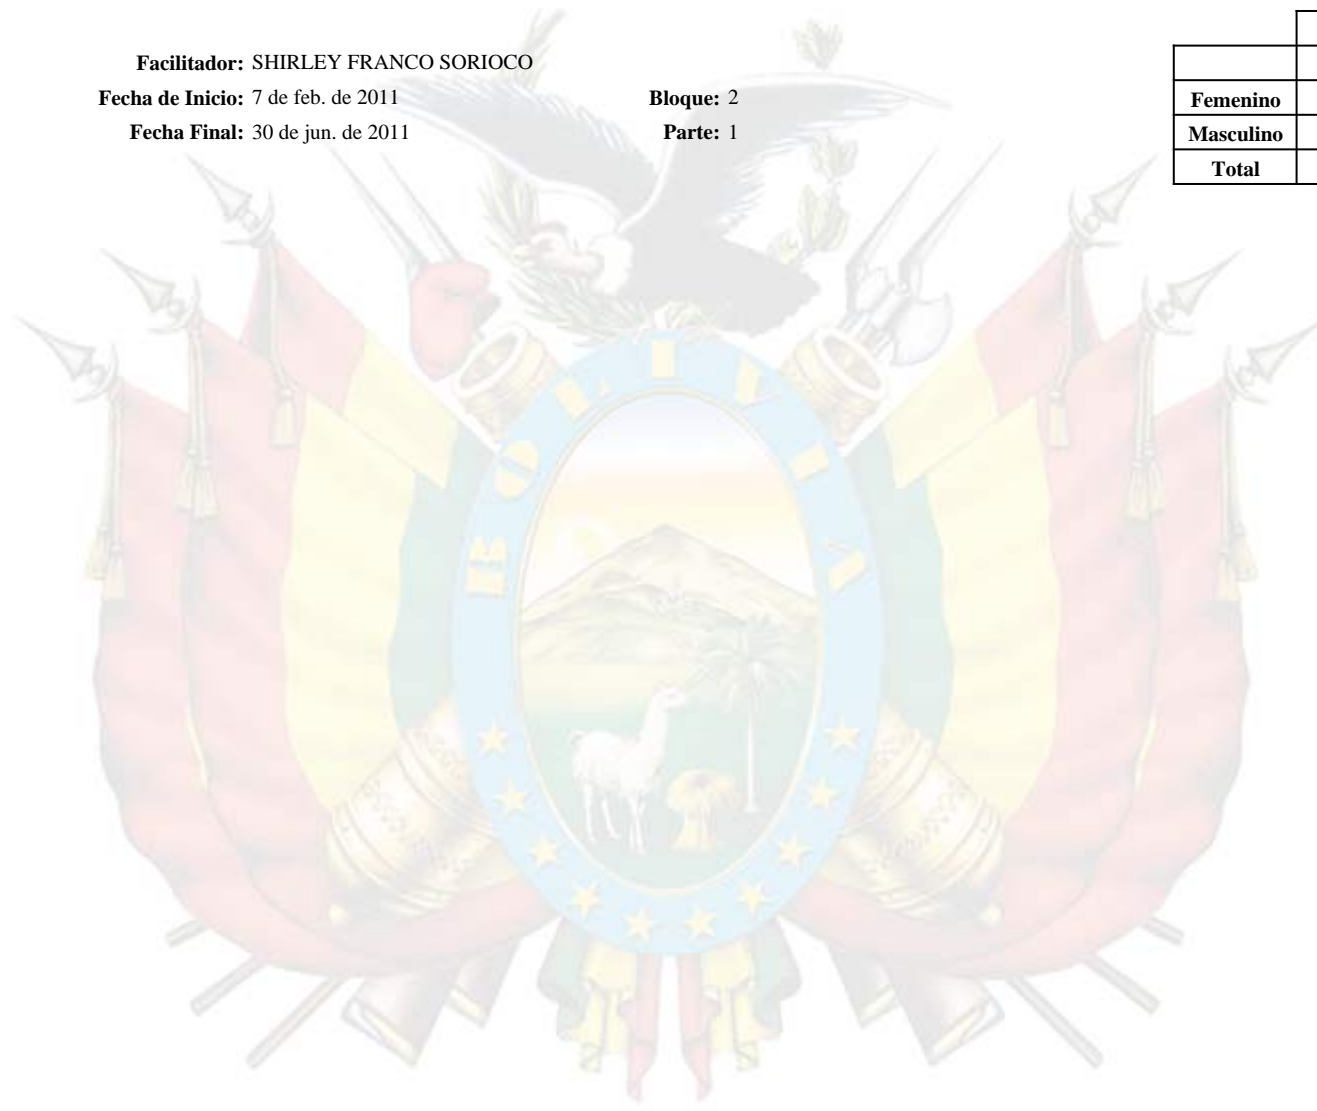 Facilitador: SHIRLEY FRANCO SORIOCO
Fecha de Inicio: 7 de feb. de 2011 Bloque: 2
Fecha Final: 30 de jun. de 2011 Parte: 1
Femenino
Masculino
Total
BOLIVIA